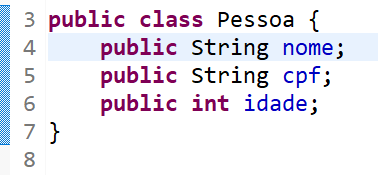 3 public class Pessoa {
4     public String nome;
5     public String cpf;
6     public int idade;
7 }
8